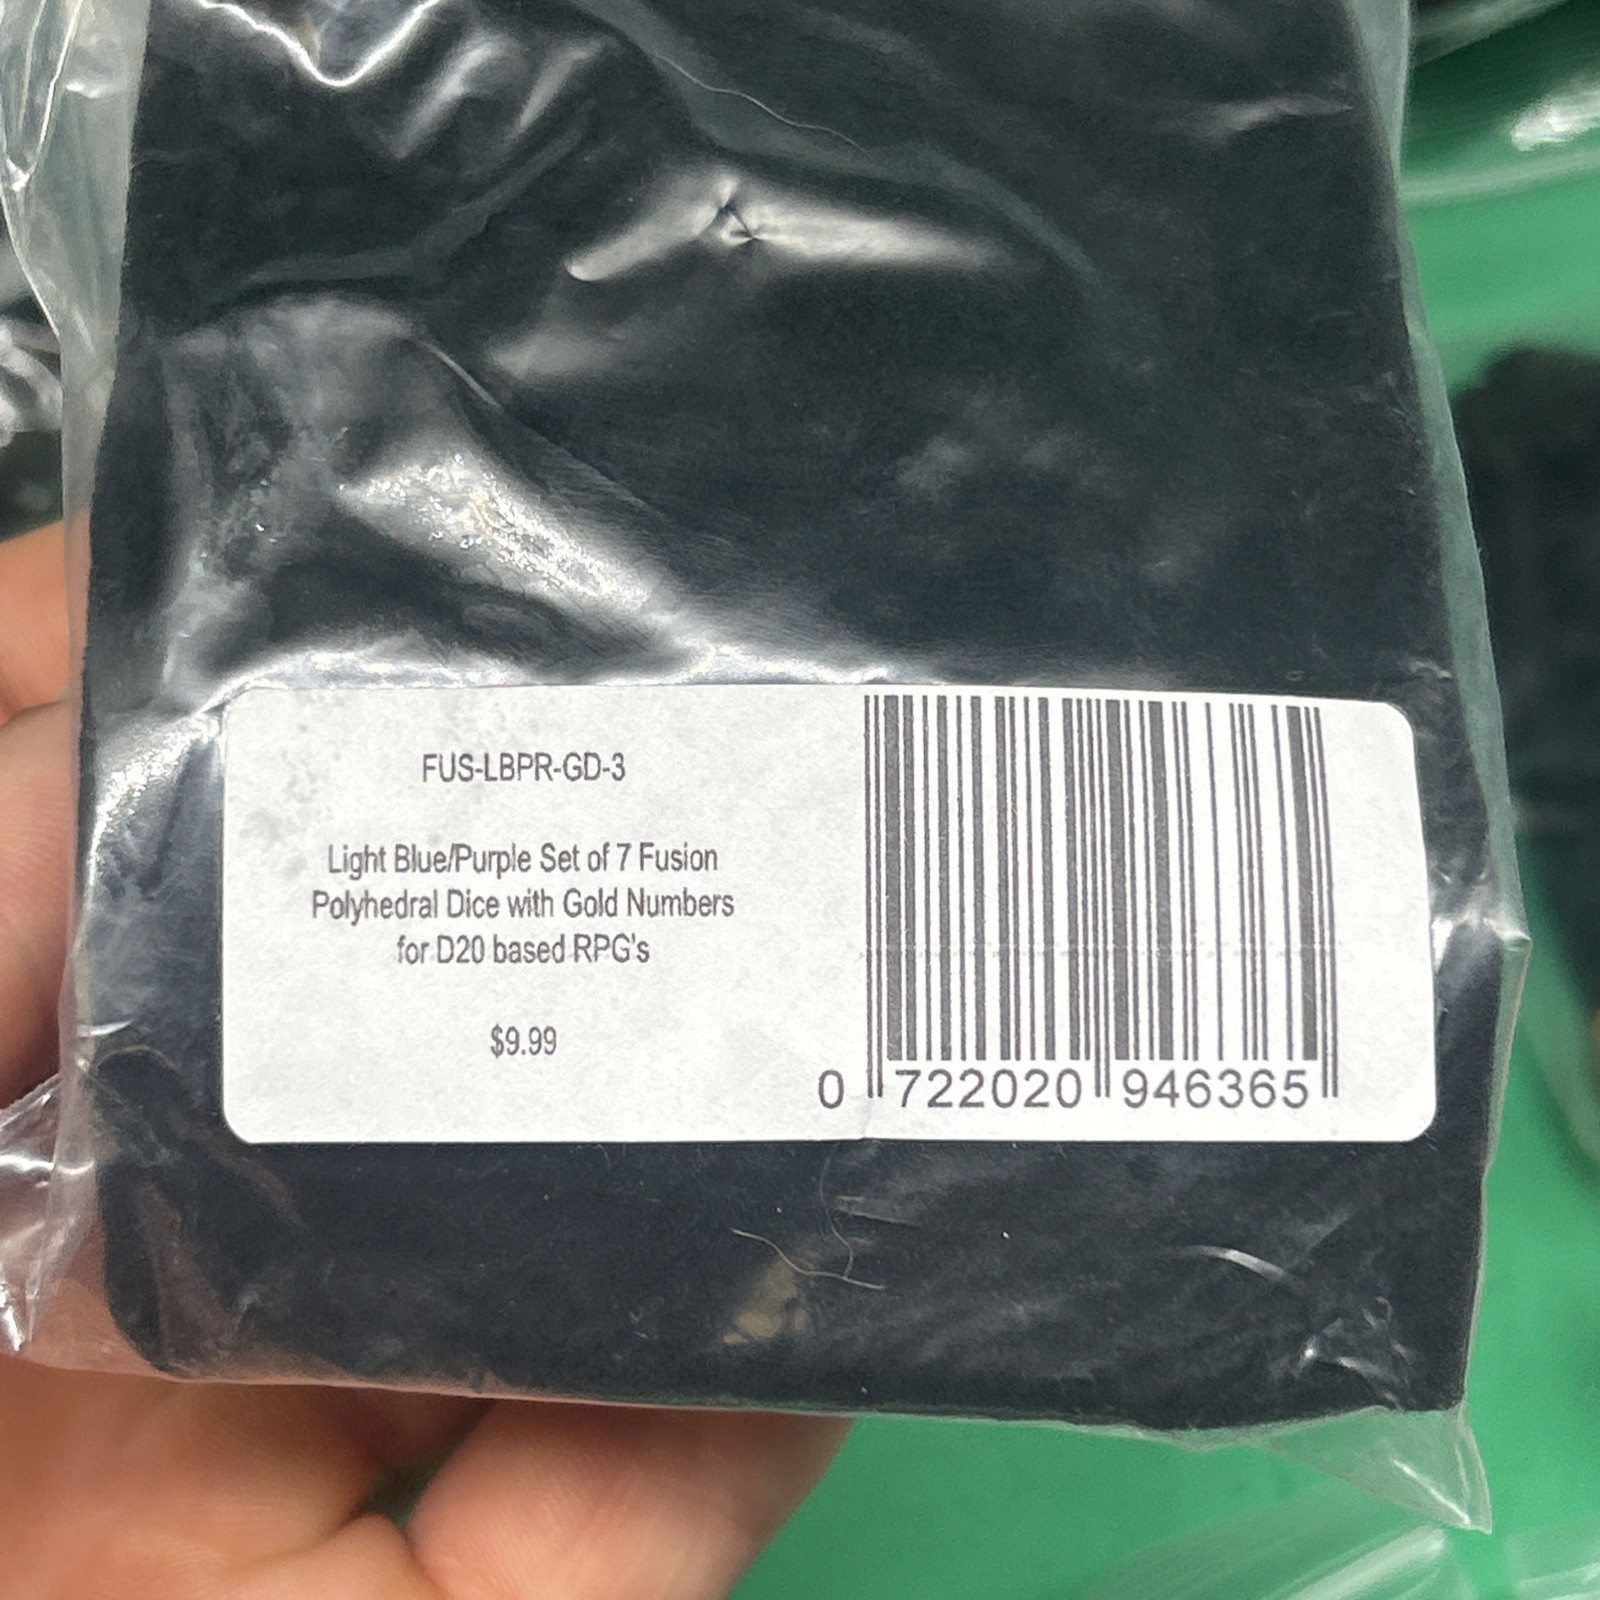 FUS-LBPR-GD-3
Light Blue/Purple Set of 7 Fusion
Polyhedral Dice with Gold Numbers
for D20 based RPG's
$9.99
0 722020 946365